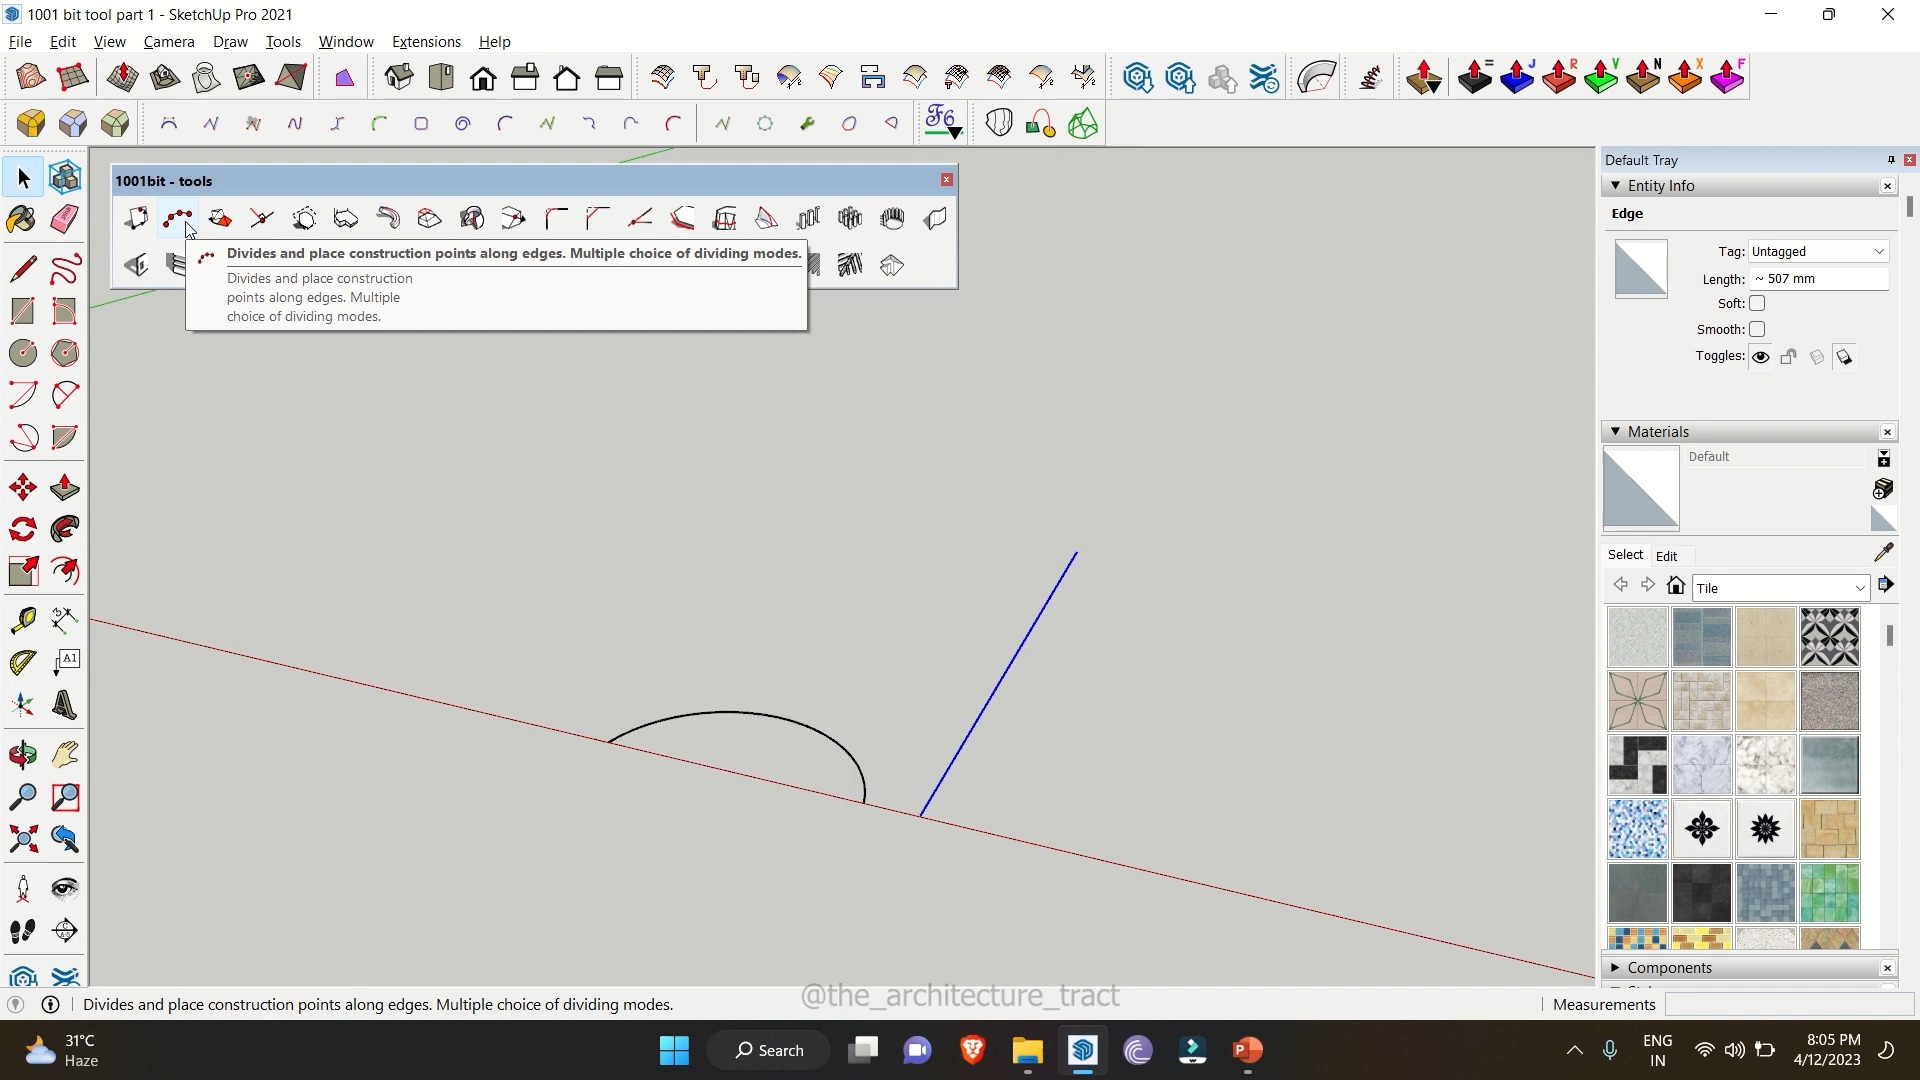 1001 bit tool part 1 - SketchUp Pro 2021
File Edit View Camera Draw Tools Window Extensions Help
= J R V N X F
F6
Default Tray
Entity Info
Edge
Tag: Untagged
Length: ~ 507 mm
Soft:
Smooth:
Toggles:
1001bit - tools
Divides and place construction points along edges. Multiple choice of dividing modes.
Divides and place construction
points along edges. Multiple
choice of dividing modes.
Materials
Default
Select Edit
Tile
A1
Components
Divides and place construction points along edges. Multiple choice of dividing modes.
@the_architecture_tract
Measurements
31°C
Haze
Search
ENG
IN
8:05 PM
4/12/2023